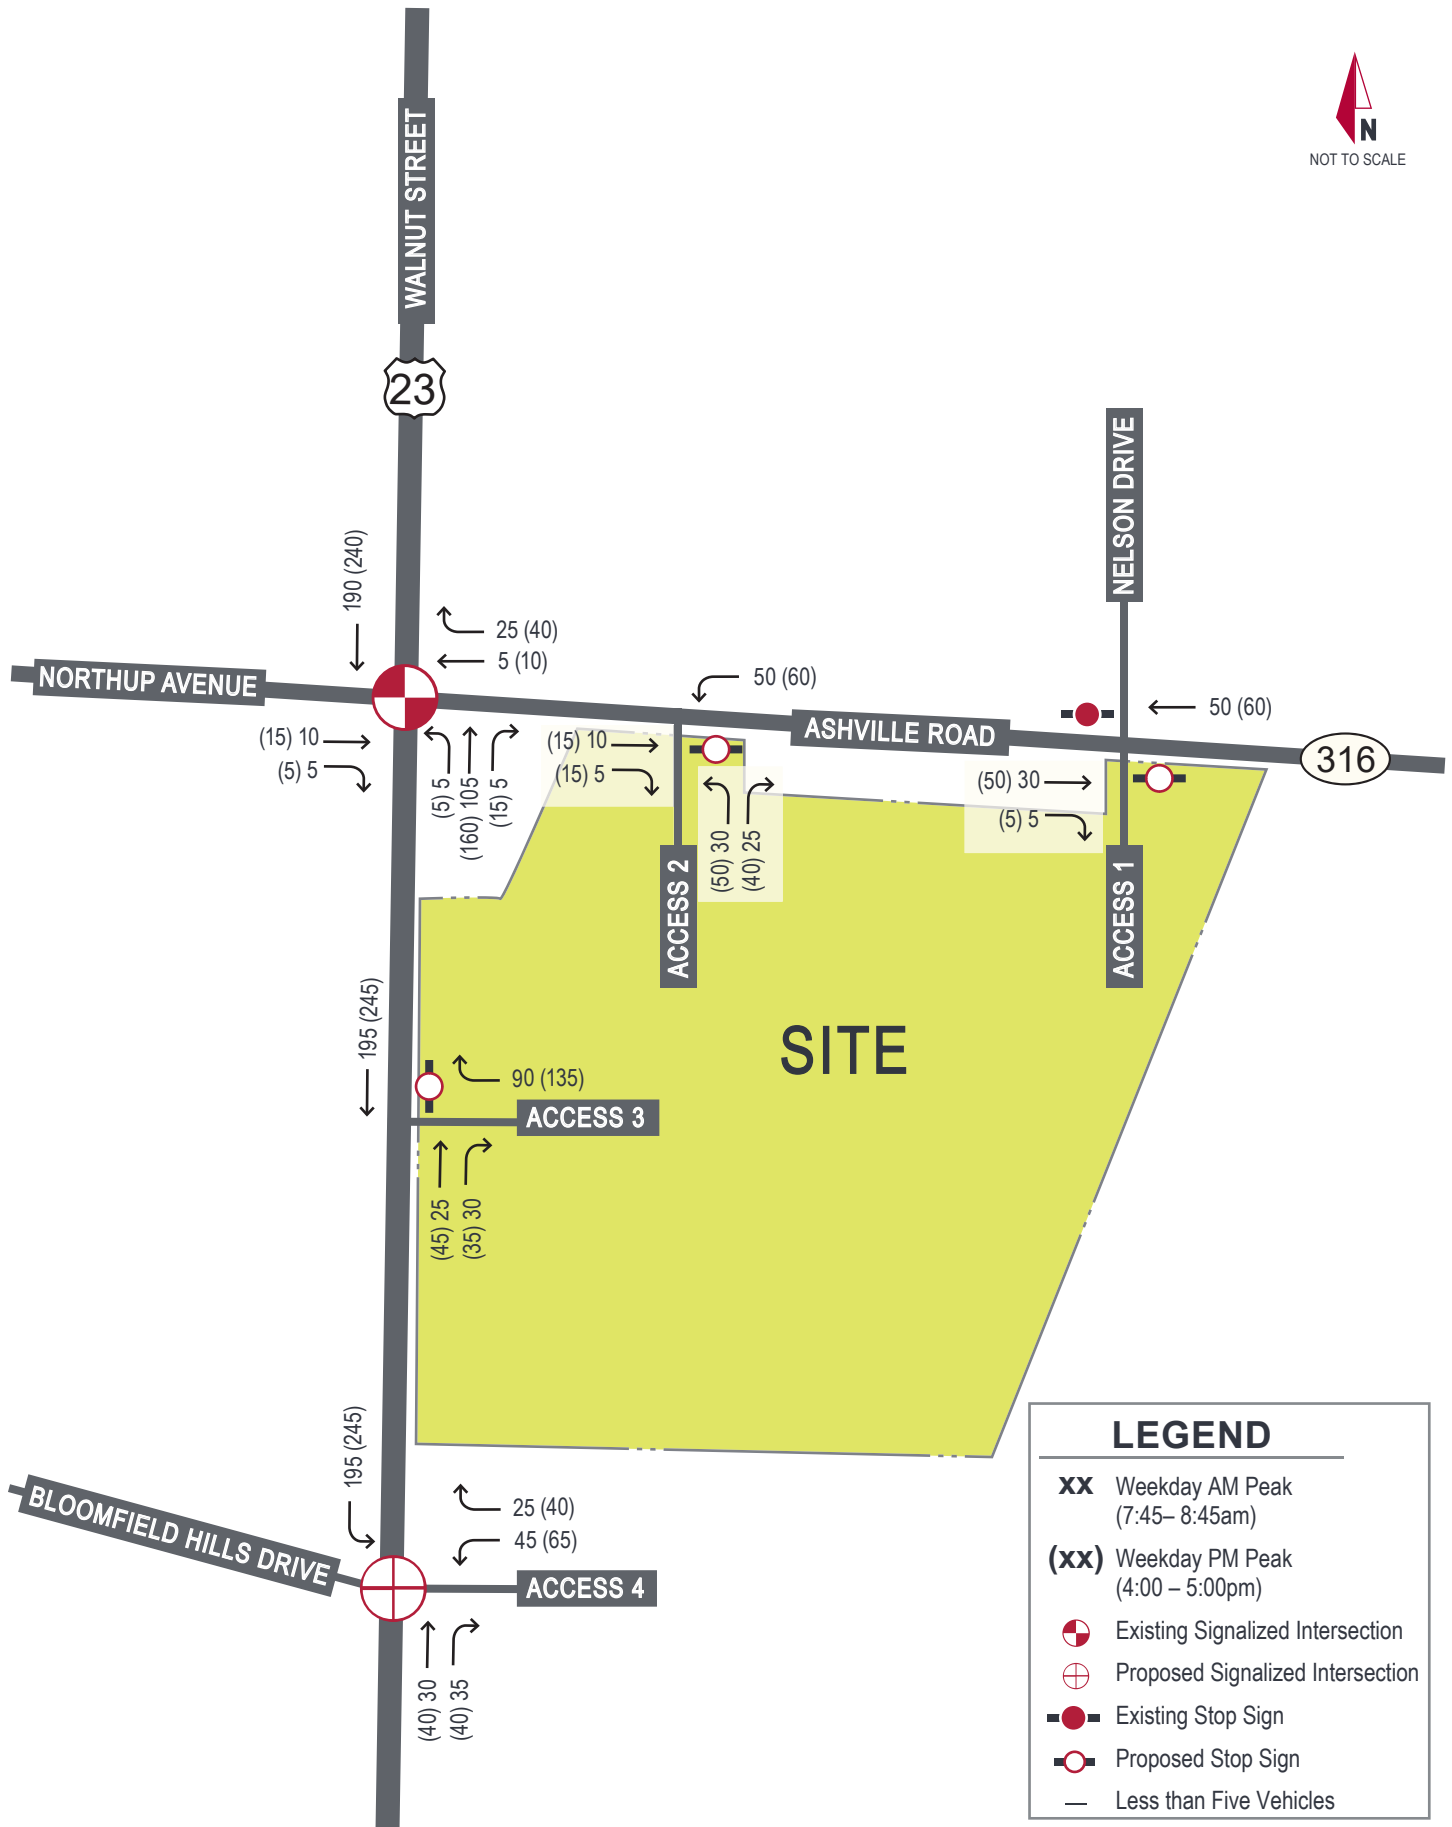 N
NOT TO SCALE
WALNUT STREET
23
NELSON DRIVE
190 (240)
25 (40)
5 (10)
NORTHUP AVENUE
50 (60)
50 (60)
ASHVILLE ROAD
316
(15) 10
(5) 5
(5) 5
(160) 105
(15) 5
(15) 10
(15) 5
(50) 30
(40) 25
(50) 30
(5) 5
ACCESS 2
ACCESS 1
195 (245)
SITE
90 (135)
ACCESS 3
(45) 25
(35) 30
195 (245)
BLOOMFIELD HILLS DRIVE
25 (40)
45 (65)
ACCESS 4
(40) 30
(40) 35
LEGEND
xx Weekday AM Peak
(7:45– 8:45am)
(xx) Weekday PM Peak
(4:00 – 5:00pm)
Existing Signalized Intersection
Proposed Signalized Intersection
Existing Stop Sign
Proposed Stop Sign
— Less than Five Vehicles